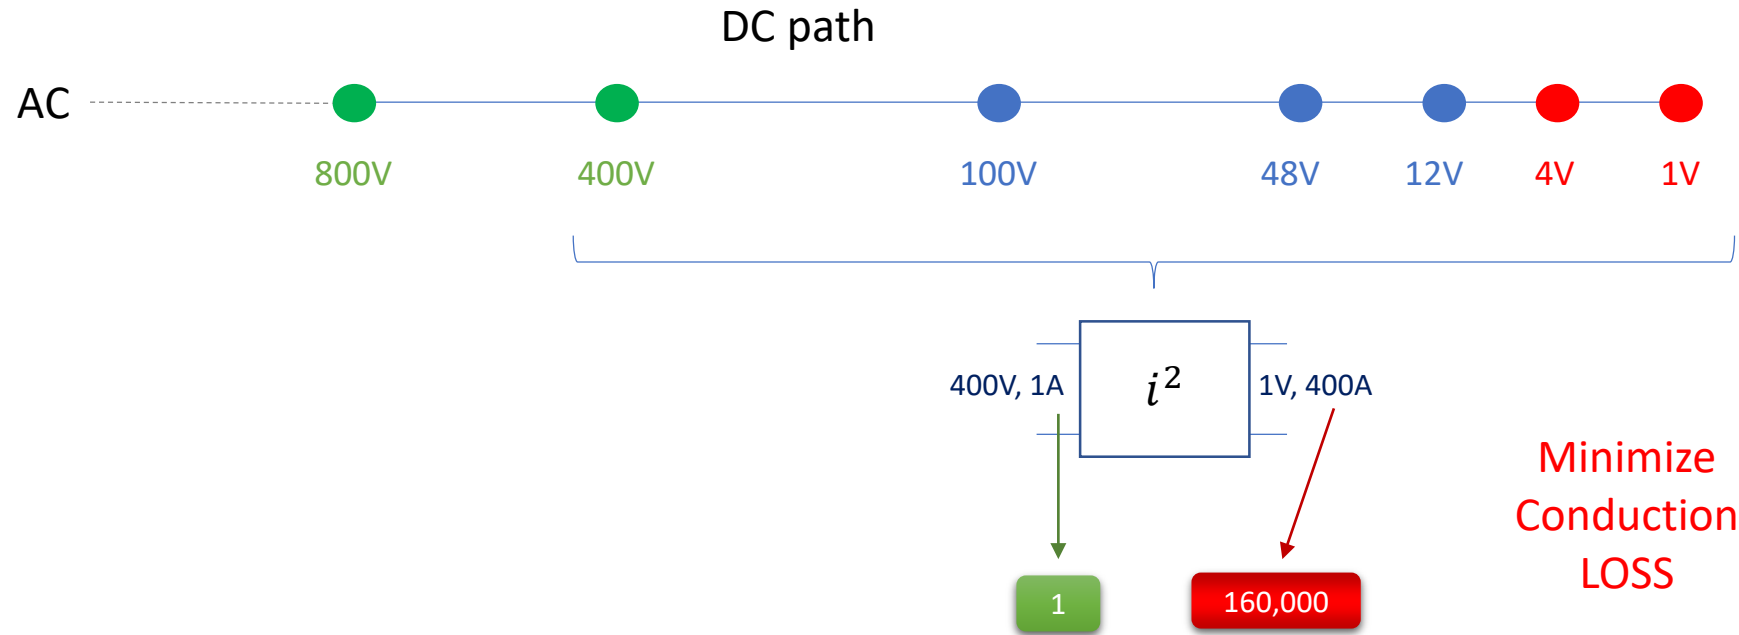 DC path
AC
800V
400V
100V
48V
12V
4V
1V
400V, 1A
i²
1V, 400A
Minimize
Conduction
LOSS
1
160,000